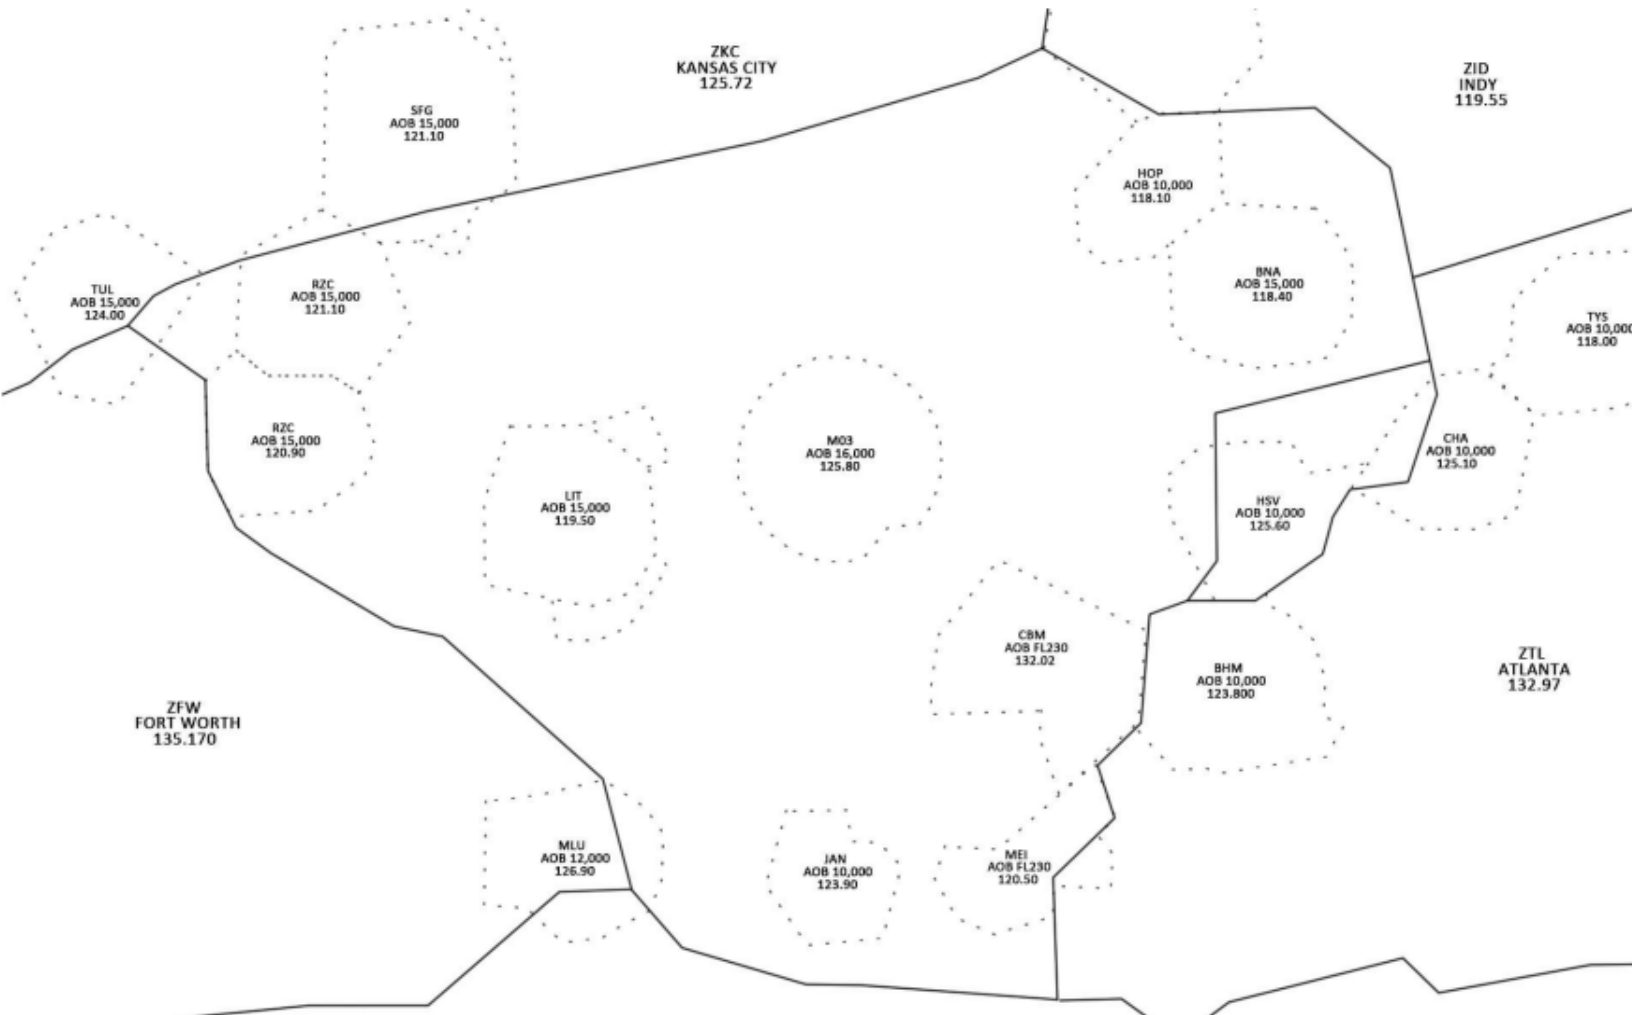 ZKC
KANSAS CITY
125.72
ZID
INDY
119.55
SFG
AOB 15,000
121.10
HOP
AOB 10,000
118.10
TUL
AOB 15,000
124.00
RZC
AOB 15,000
121.10
BNA
AOB 15,000
118.40
TYS
AOB 10,000
118.00
RZC
AOB 15,000
120.90
M03
AOB 16,000
125.80
CHA
AOB 10,000
125.10
LIT
AOB 15,000
119.50
HSV
AOB 10,000
125.60
CBM
AOB FL230
132.02
BHM
AOB 10,000
123.800
ZTL
ATLANTA
132.97
ZFW
FORT WORTH
135.170
MLU
AOB 12,000
126.90
JAN
AOB 10,000
123.90
MEI
AOB FL230
120.50